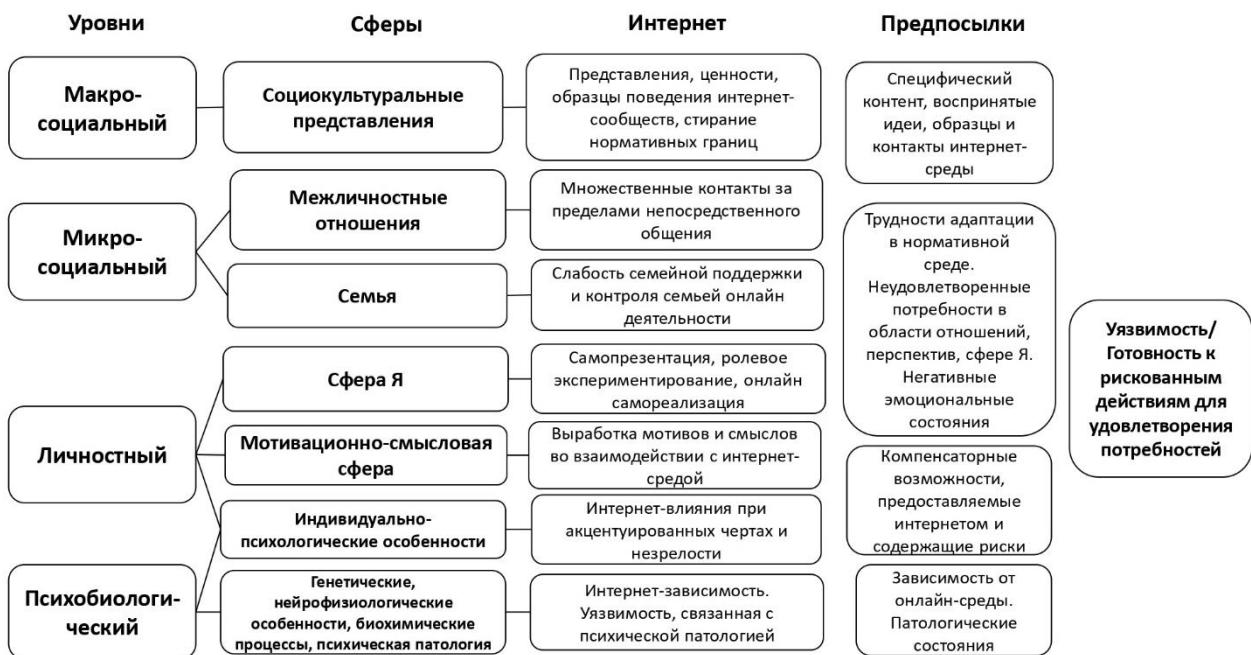 Уровни
Сферы
Интернет
Предпосылки
Макро-
социальный
Социокультуральные
представления
Представления, ценности,
образцы поведения интернет-
сообществ, стирание
нормативных границ
Специфический
контент, воспринятые
идеи, образцы и
контакты интернет-
среды
Микро-
социальный
Межличностные
отношения
Множественные контакты за
пределами непосредственного
общения
Семья
Слабость семейной поддержки
и контроля семьей онлайн
деятельности
Трудности адаптации
в нормативной
среде.
Неудовлетворенные
потребности в
области отношений,
перспектив, сфере Я.
Негативные
эмоциональные
состояния
Личностный
Сфера Я
Самопрезентация, ролевое
экспериментирование, онлайн
самореализация
Мотивационно-смысловая
сфера
Выработка мотивов и смыслов
во взаимодействии с интернет-
средой
Индивидуально-
психологические особенности
Интернет-влияния при
акцентуированных чертах и
незрелости
Компенсаторные
возможности,
предоставляемые
интернетом и
содержащие риски
Психобиологи-
ческий
Генетические,
нейрофизиологические
особенности, биохимические
процессы, психическая патология
Интернет-зависимость.
Уязвимость, связанная с
психической патологией
Зависимость от
онлайн-среды.
Патологические
состояния
Уязвимость/
Готовность к
рискованным
действиям для
удовлетворения
потребностей